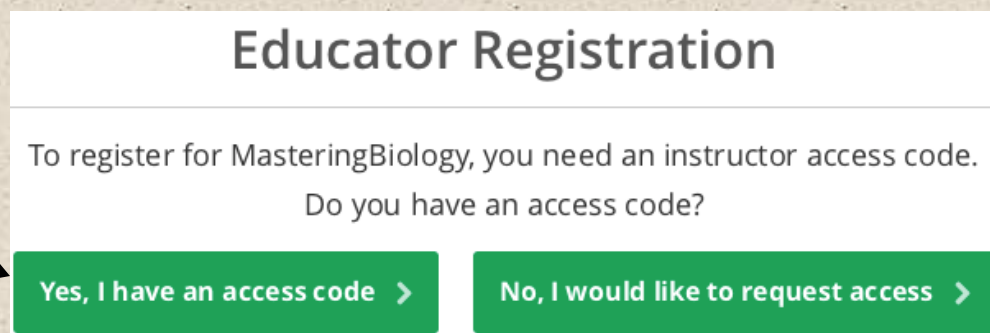 Educator Registration
To register for MasteringBiology, you need an instructor access code.
Do you have an access code?
Yes, I have an access code
No, I would like to request access